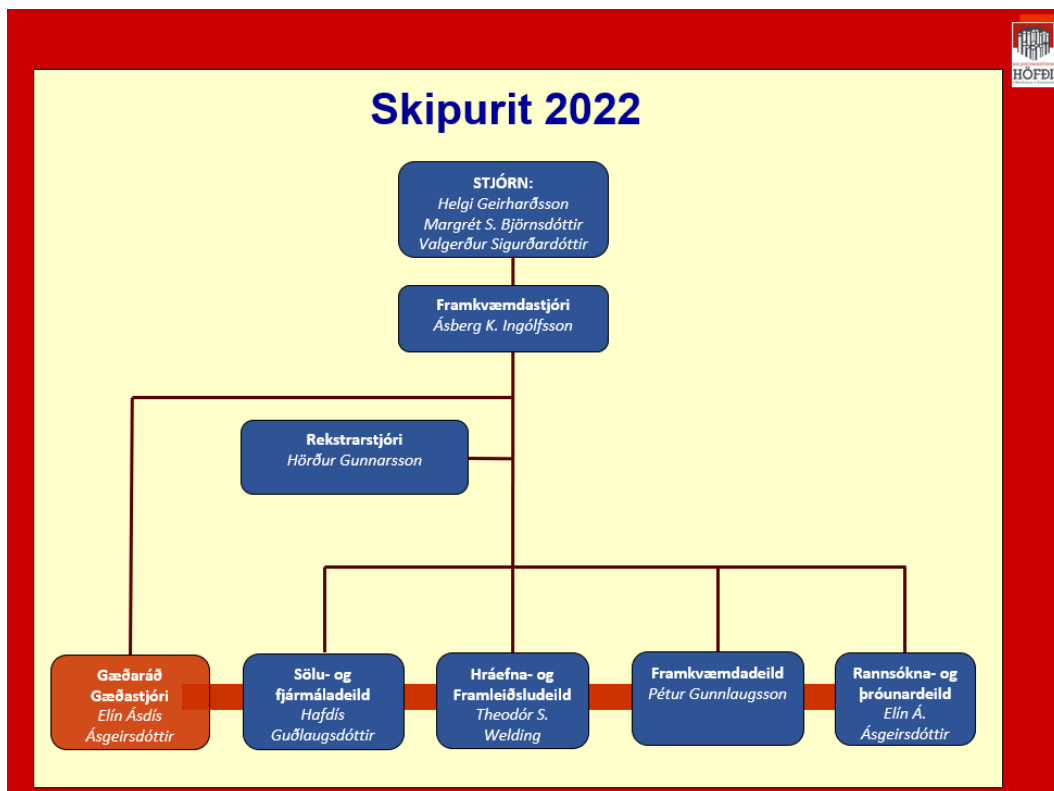 HÖFÐI
Skipurit 2022
STJÓRN:
Helgi Geirharðsson
Margrét S. Björnsdóttir
Valgerður Sigurðardóttir
Framkvæmdastjóri
Ásberg K. Ingólfsson
Rekstrarstjóri
Hörður Gunnarsson
Gæðaráð
Gæðastjóri
Elín Ásdís
Ásgeirsdóttir
Sölu- og
fjármáladeild
Hafdís
Guðlaugsdóttir
Hráefna- og
Framleiðsludeild
Theodór S.
Welding
Framkvæmdadeild
Pétur Gunnlaugsson
Rannsókna- og
þróunardeild
Elín Á.
Ásgeirsdóttir